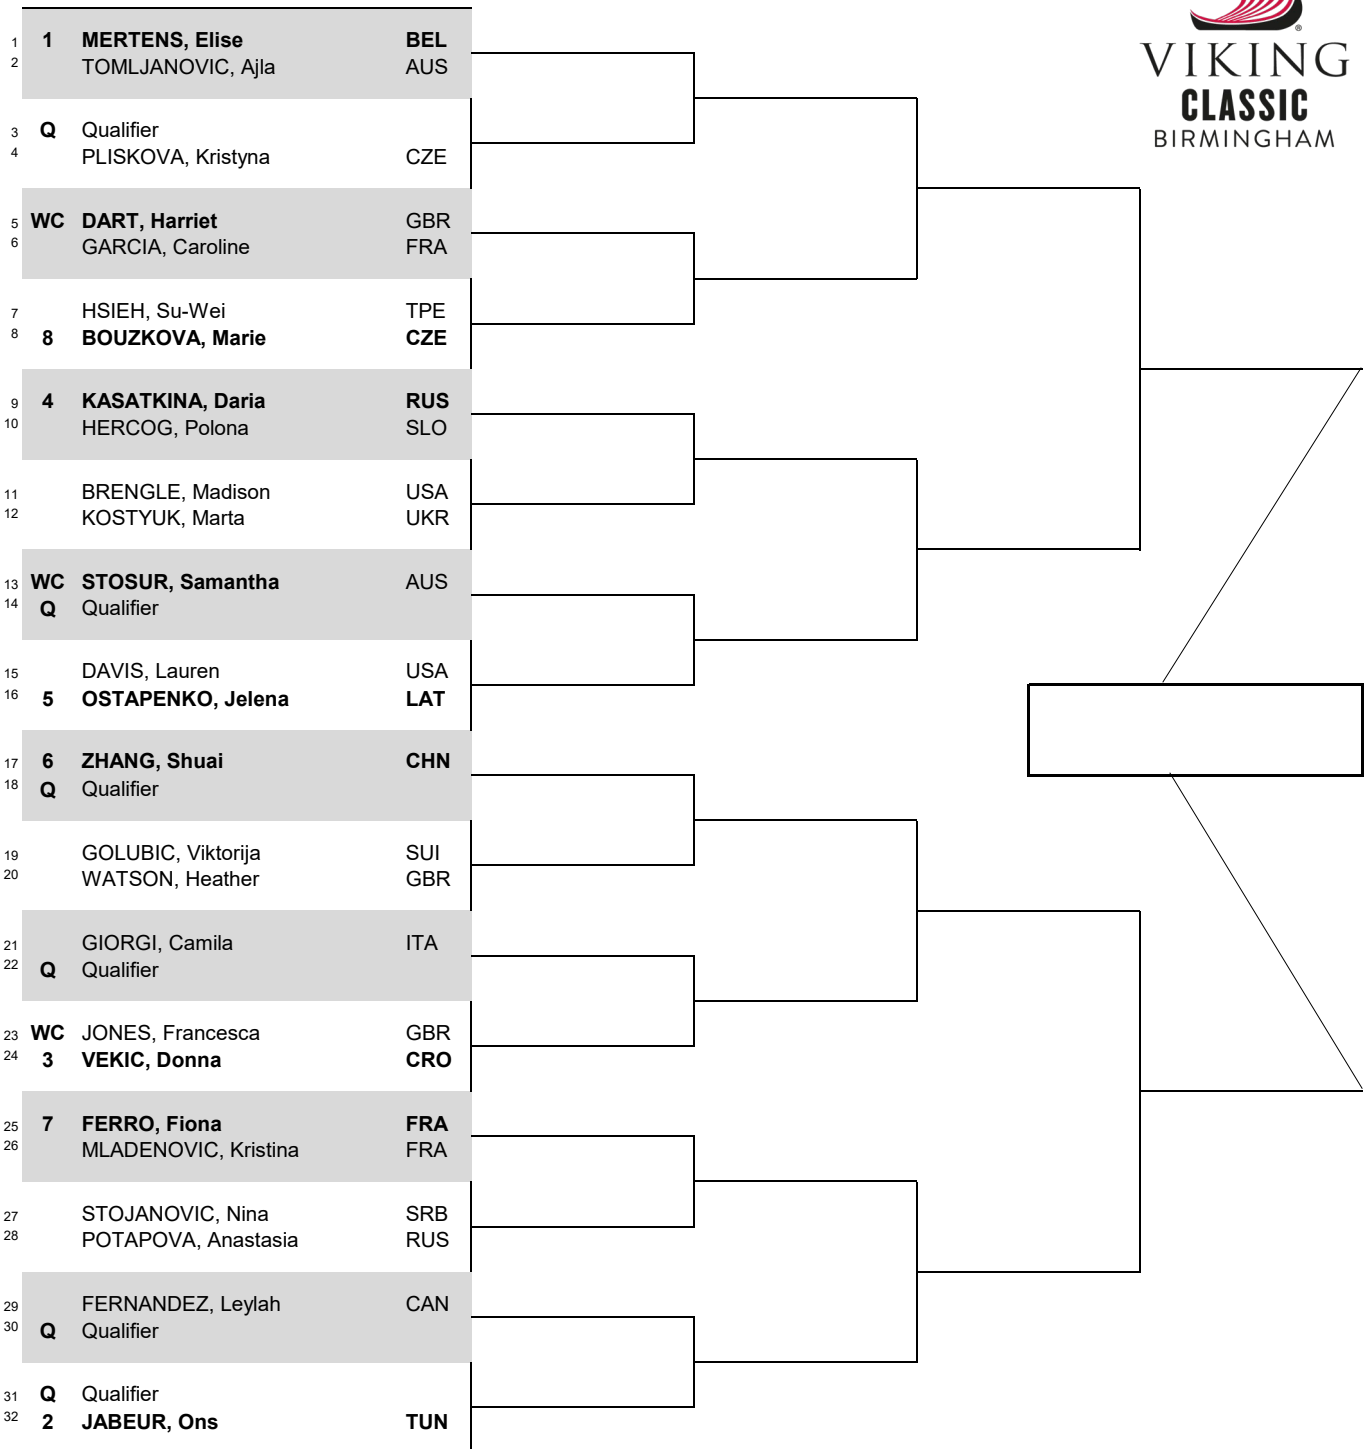 1 1 MERTENS, Elise BEL
2 TOMLJANOVIC, Ajla AUS
VIKING
CLASSIC
BIRMINGHAM
3 Q Qualifier
4 PLISKOVA, Kristyna CZE
5 WC DART, Harriet GBR
6 GARCIA, Caroline FRA
7 HSIEH, Su-Wei TPE
8 8 BOUZKOVA, Marie CZE
9 4 KASATKINA, Daria RUS
10 HERCOG, Polona SLO
11 BRENGLE, Madison USA
12 KOSTYUK, Marta UKR
13 WC STOSUR, Samantha AUS
14 Q Qualifier
15 DAVIS, Lauren USA
16 5 OSTAPENKO, Jelena LAT
17 6 ZHANG, Shuai CHN
18 Q Qualifier
19 GOLUBIC, Viktorija SUI
20 WATSON, Heather GBR
21 GIORGI, Camila ITA
22 Q Qualifier
23 WC JONES, Francesca GBR
24 3 VEKIC, Donna CRO
25 7 FERRO, Fiona FRA
26 MLADENOVIC, Kristina FRA
27 STOJANOVIC, Nina SRB
28 POTAPOVA, Anastasia RUS
29 FERNANDEZ, Leylah CAN
30 Q Qualifier
31 Q Qualifier
32 2 JABEUR, Ons TUN